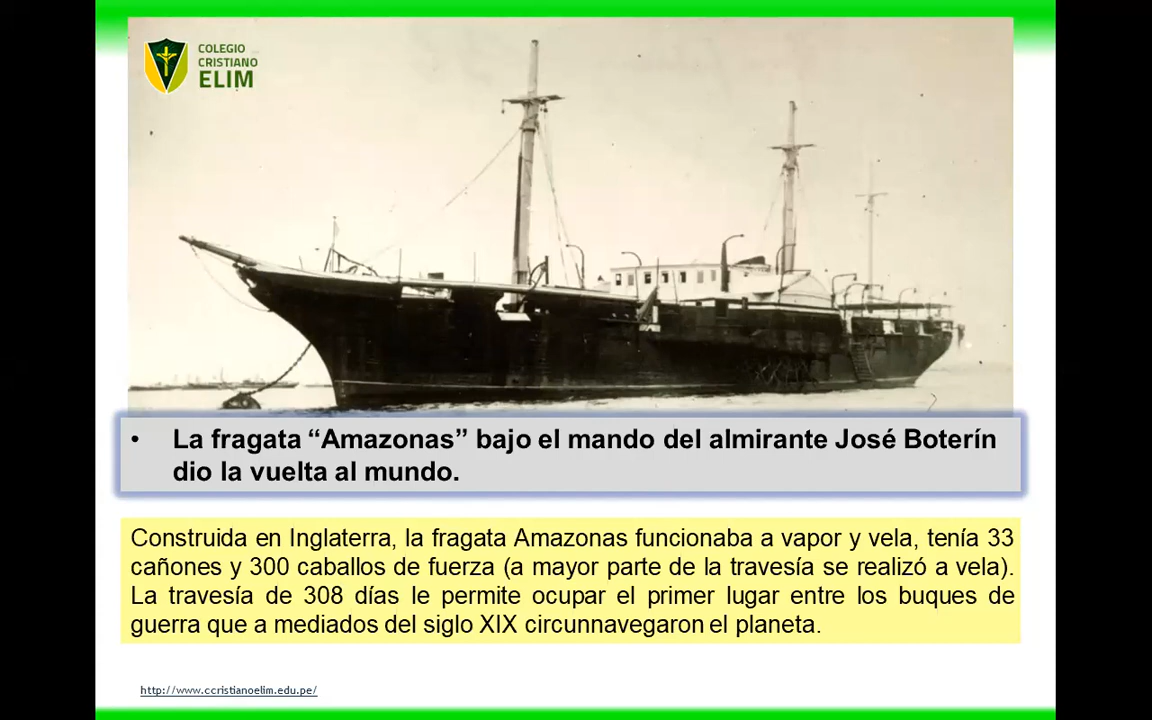 COLEGIO
CRISTIANO
ELIM
• La fragata “Amazonas” bajo el mando del almirante José Boterín
dio la vuelta al mundo.
Construida en Inglaterra, la fragata Amazonas funcionaba a vapor y vela, tenía 33
cañones y 300 caballos de fuerza (a mayor parte de la travesía se realizó a vela).
La travesía de 308 días le permite ocupar el primer lugar entre los buques de
guerra que a mediados del siglo XIX circunnavegaron el planeta.
http://www.ccristianoelim.edu.pe/